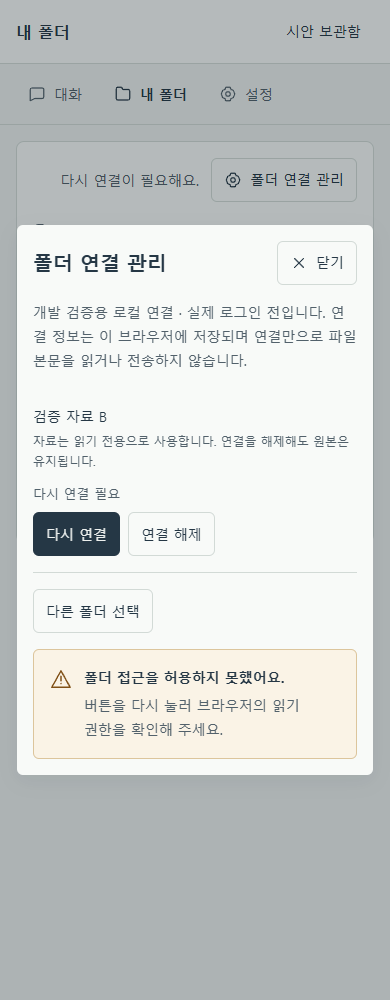 내 폴더
시안 보관함
대화
내 폴더
설정
다시 연결이 필요해요.
폴더 연결 관리
폴더 연결 관리
닫기
개발 검증용 로컬 연결 · 실제 로그인 전입니다. 연
결 정보는 이 브라우저에 저장되며 연결만으로 파일
본문을 읽거나 전송하지 않습니다.
검증 자료 B
자료는 읽기 전용으로 사용합니다. 연결을 해제해도 원본은
유지됩니다.
다시 연결 필요
다시 연결
연결 해제
다른 폴더 선택
폴더 접근을 허용하지 못했어요.
버튼을 다시 눌러 브라우저의 읽기
권한을 확인해 주세요.